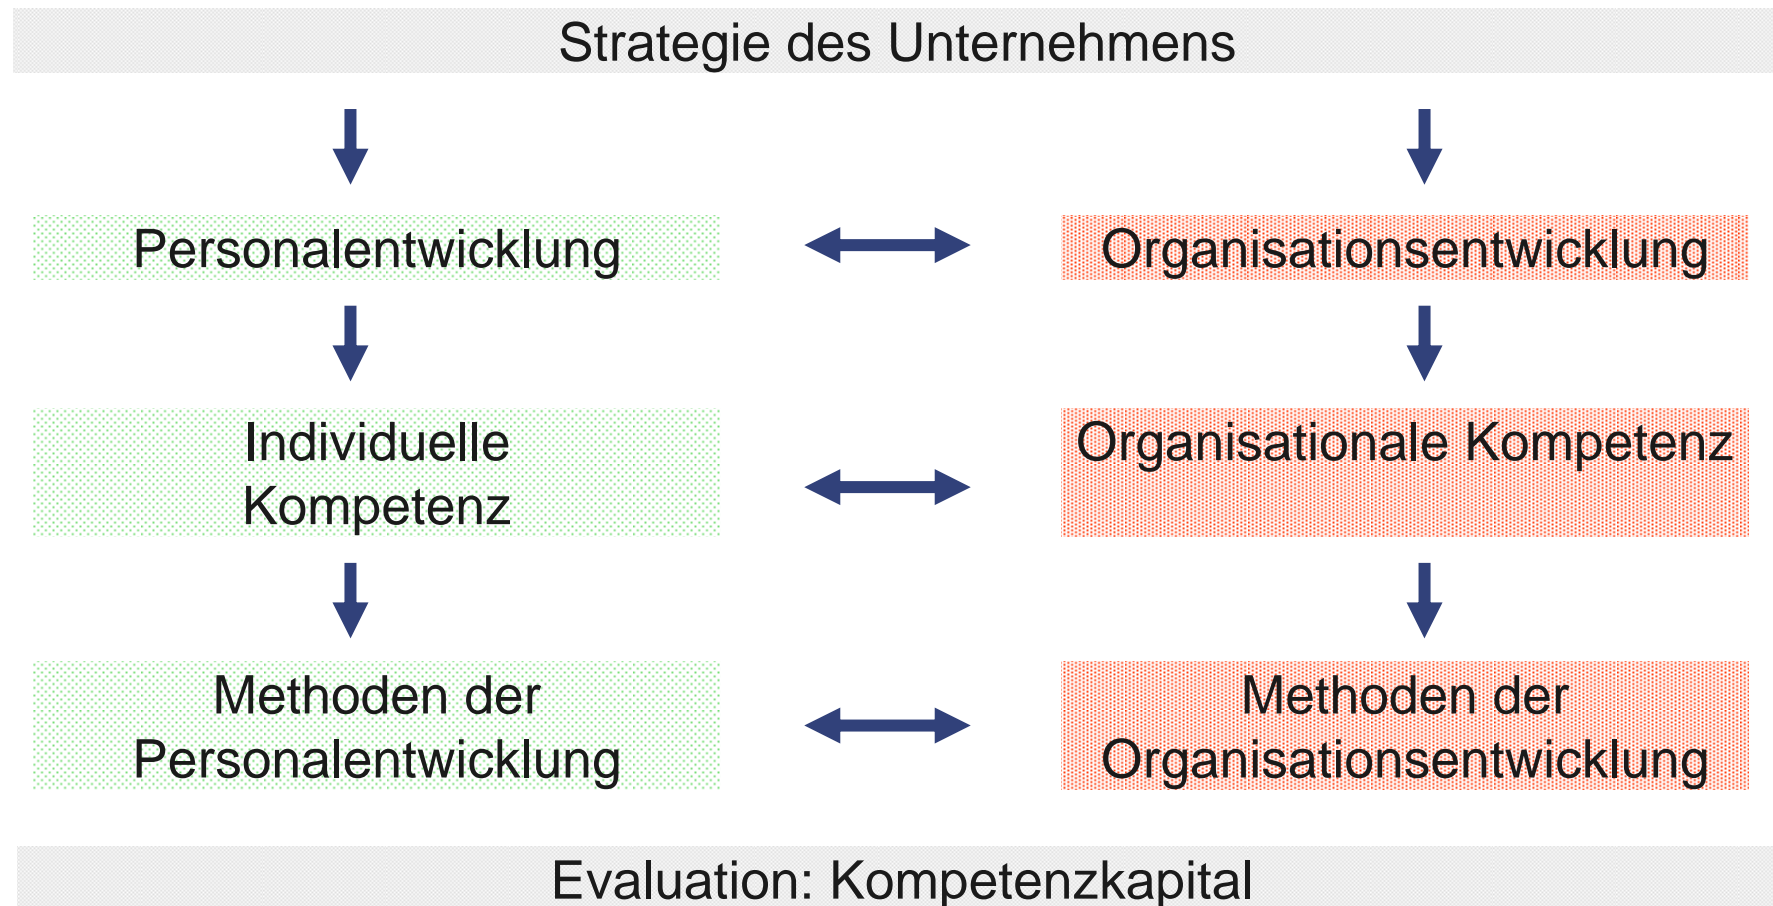 Strategie des Unternehmens
Personalentwicklung
Organisationsentwicklung
Individuelle
Kompetenz
Organisationale Kompetenz
Methoden der
Personalentwicklung
Methoden der
Organisationsentwicklung
Evaluation: Kompetenzkapital